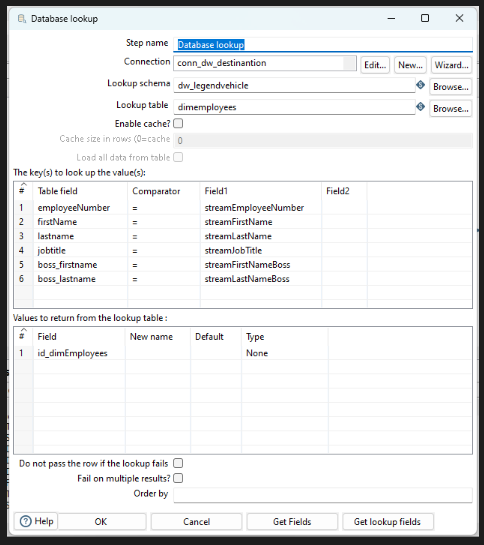 Database lookup
Step name Database lookup
Connection conn_dw_destinantion Edit... New... Wizard...
Lookup schema dw_legendvehicle Browse...
Lookup table dimemployees Browse...
Enable cache?
Cache size in rows (0=cache 0
Load all data from table
The key(s) to look up the value(s):
# Table field Comparator Field1 Field2
1 employeeNumber = streamEmployeeNumber
2 firstName = streamFirstName
3 lastname = streamLastName
4 jobtitle = streamJobTitle
5 boss_firstname = streamFirstNameBoss
6 boss_lastname = streamLastNameBoss
Values to return from the lookup table :
# Field New name Default Type
1 id_dimEmployees None
Do not pass the row if the lookup fails
Fail on multiple results?
Order by
Help OK Cancel Get Fields Get lookup fields